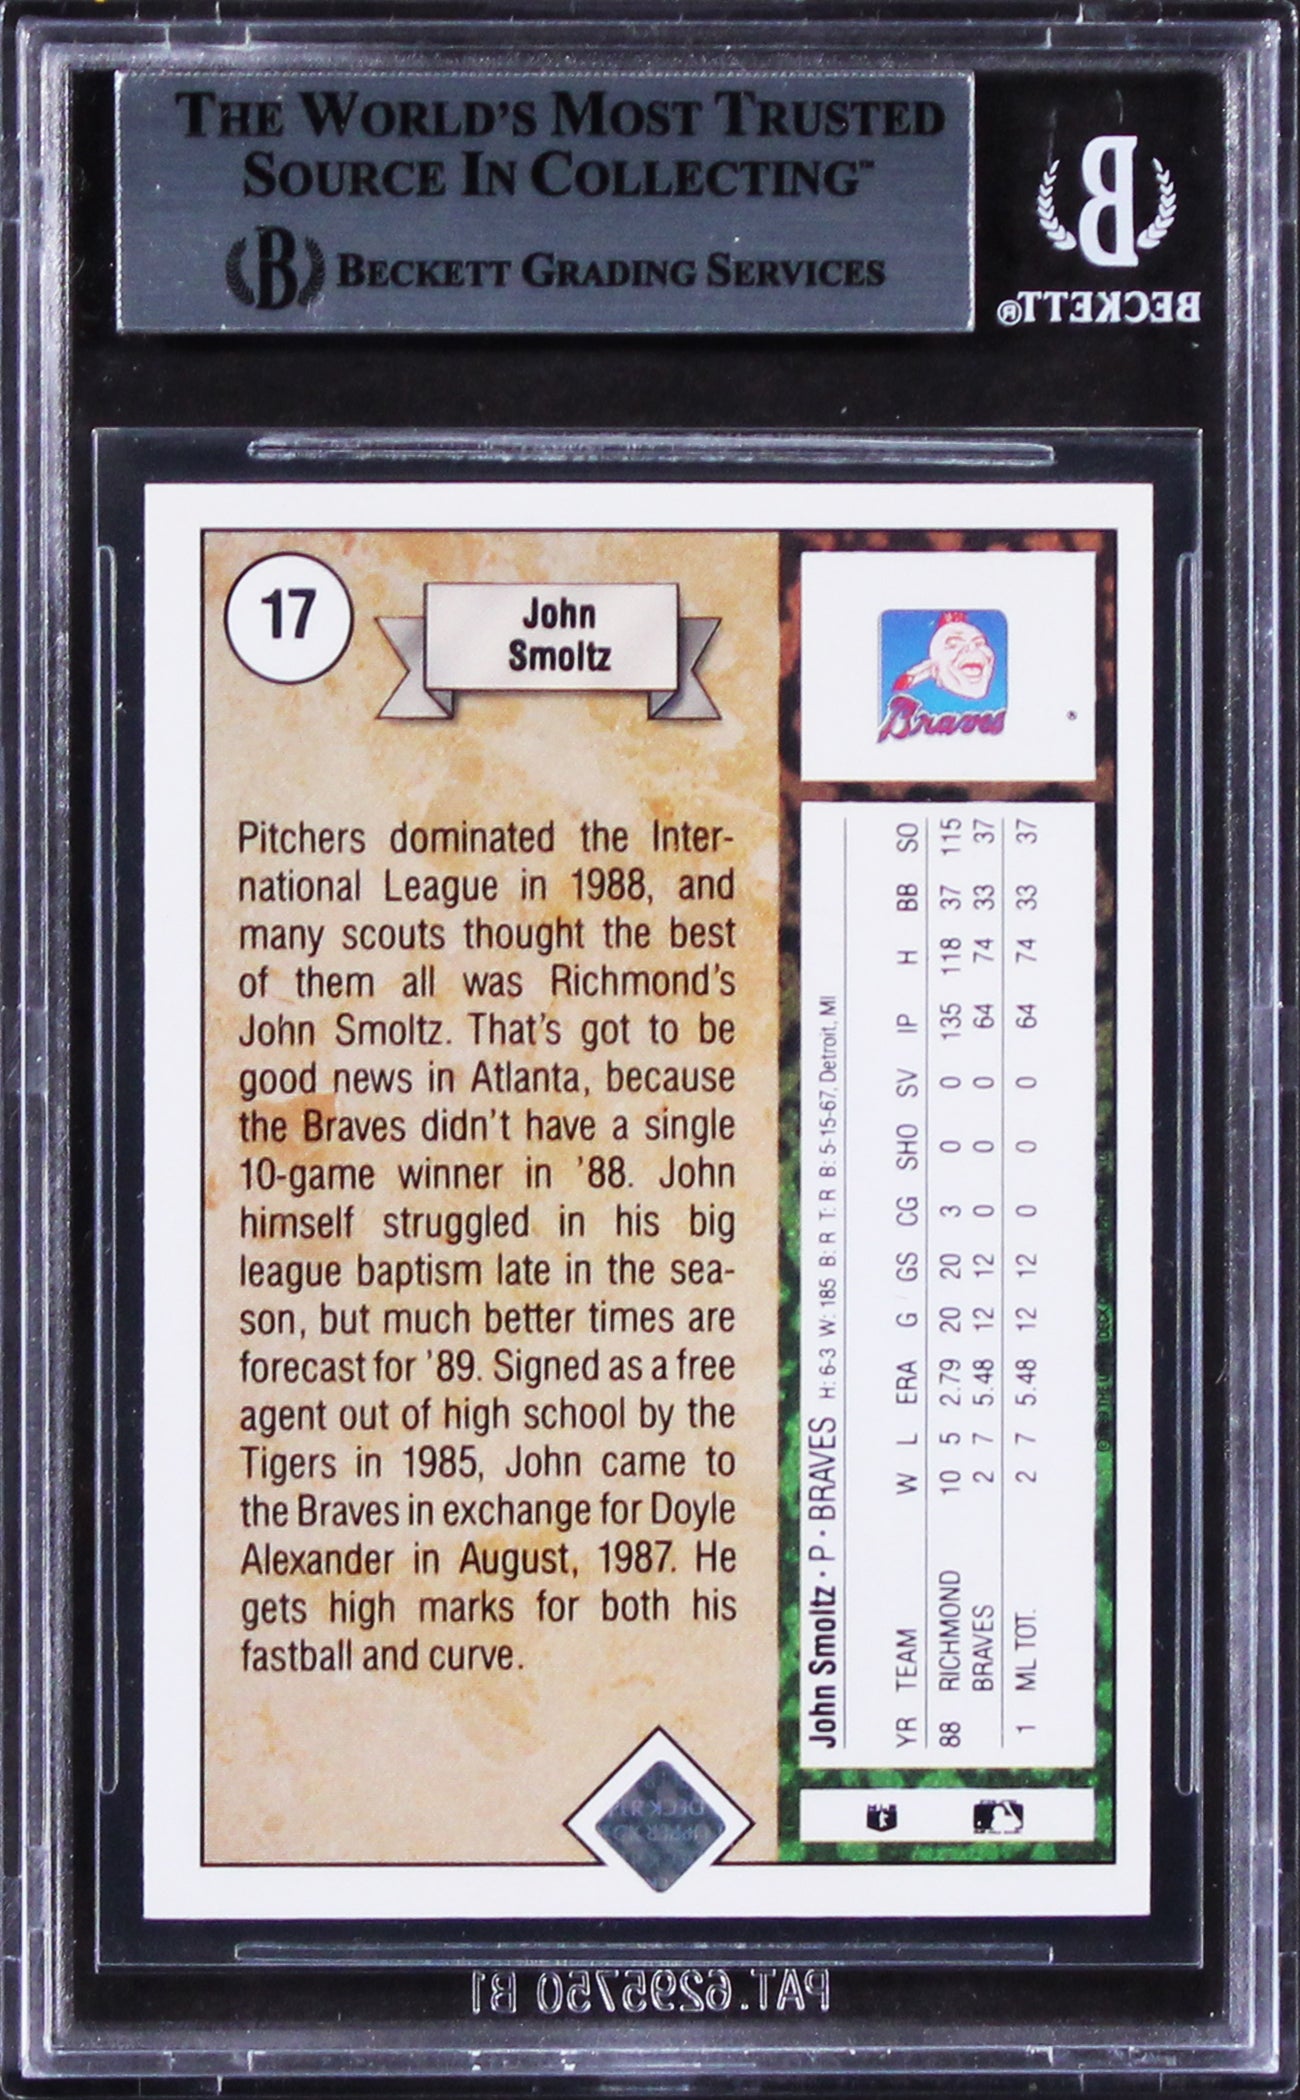 THE WORLD'S MOST TRUSTED
SOURCE IN COLLECTING™
B BECKETT GRADING SERVICES
B
BECKETT®
17
John
Smoltz
Braves
Pitchers dominated the Inter-
national League in 1988, and
many scouts thought the best
of them all was Richmond's
John Smoltz. That's got to be
good news in Atlanta, because
the Braves didn't have a single
10-game winner in '88. John
himself struggled in his big
league baptism late in the sea-
son, but much better times are
forecast for '89. Signed as a free
agent out of high school by the
Tigers in 1985, John came to
the Braves in exchange for Doyle
Alexander in August, 1987. He
gets high marks for both his
fastball and curve.
John Smoltz · P · BRAVES H: 6-3 W: 185 B: R T: R B: 5-15-67, Detroit, MI
YR TEAM W L ERA G GS CG SHO SV IP H BB SO
88 RICHMOND 10 5 2.79 20 20 3 0 0 135 118 37 115
BRAVES 2 7 5.48 12 12 0 0 0 64 74 33 37
1 ML TOT. 2 7 5.48 12 12 0 0 0 64 74 33 37
PAT. 6295750 B1